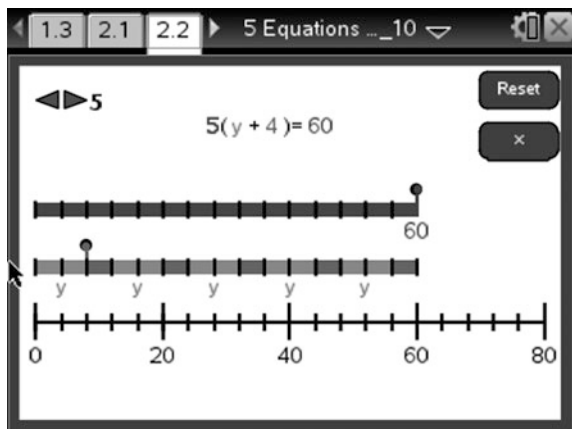 1.3 2.1 2.2 5 Equations ..._10
Reset
5
5(y + 4)= 60
×
60
y y y y y
0 20 40 60 80